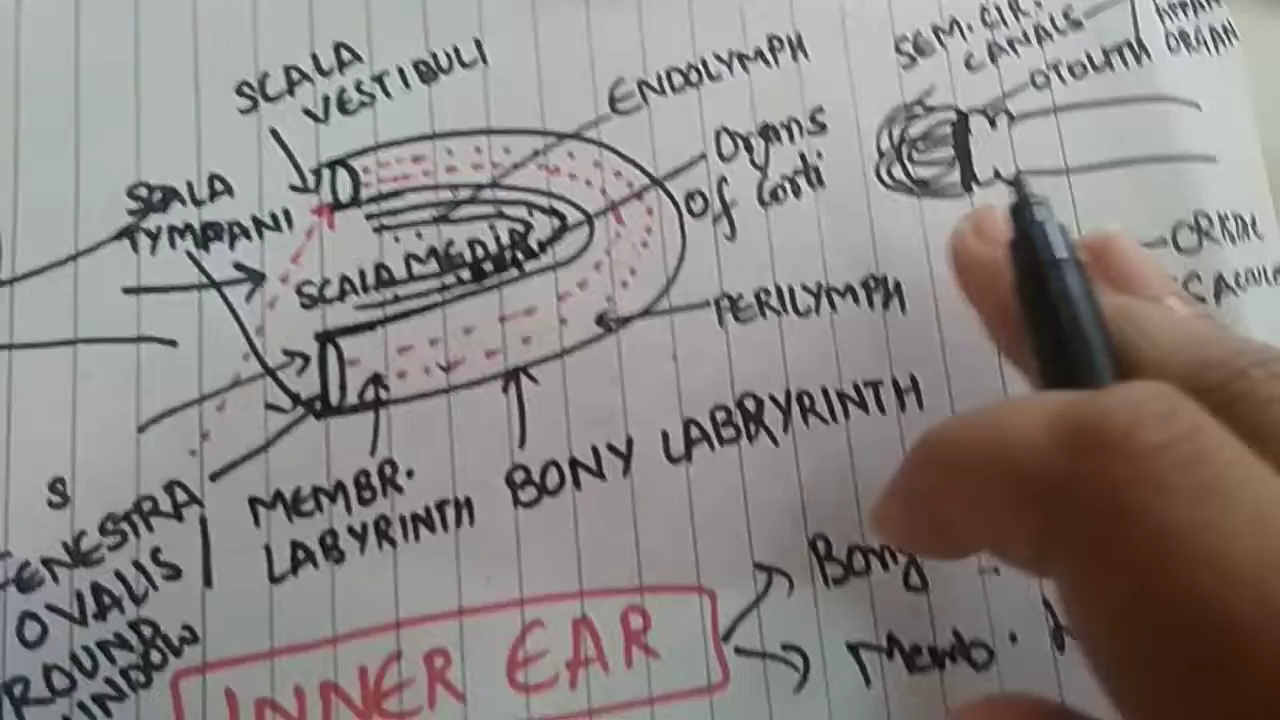 SCALA
VESTIBULI
ENDOLYMPH
SEM. CIR.
CANALS
OTOLITH ORGAN
Organs
of Corti
SCALA
TYMPANI
SCALA MEDIA
PERILYMPH
BONY LABRYRINTH
MEMBR.
LABYRINTH
S
FENESTRA
OVALIS /
ROUND
WINDOW
INNER EAR
Bony
Memb.